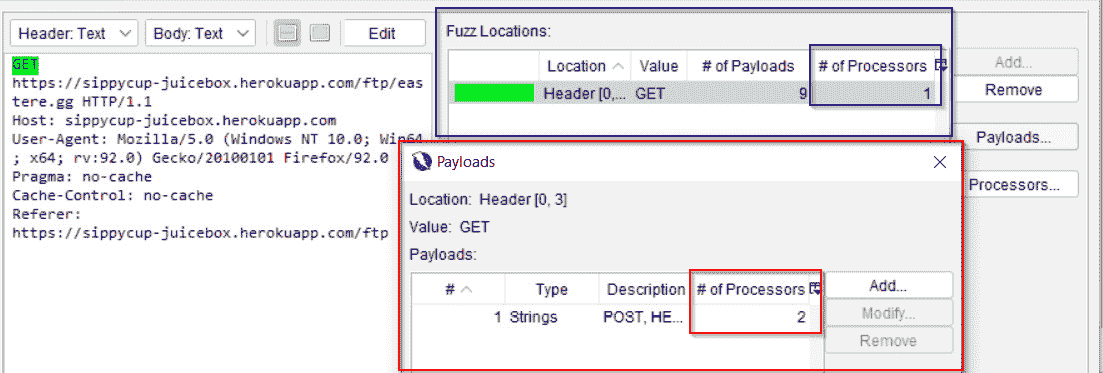 Header: Text
Body: Text
Edit
GET
https://sippycup-juicebox.herokuapp.com/ftp/eas
tere.gg HTTP/1.1
Host: sippycup-juicebox.herokuapp.com
User-Agent: Mozilla/5.0 (Windows NT 10.0; Win64
; x64; rv:92.0) Gecko/20100101 Firefox/92.0
Pragma: no-cache
Cache-Control: no-cache
Referer:
https://sippycup-juicebox.herokuapp.com/ftp
Fuzz Locations:
Location Value # of Payloads # of Processors
Header [0,... GET 9 1
Add...
Remove
Payloads...
Processors...
Payloads
Location: Header [0, 3]
Value: GET
Payloads:
# Type Description # of Processors
1 Strings POST, HE... 2
Add...
Modify...
Remove